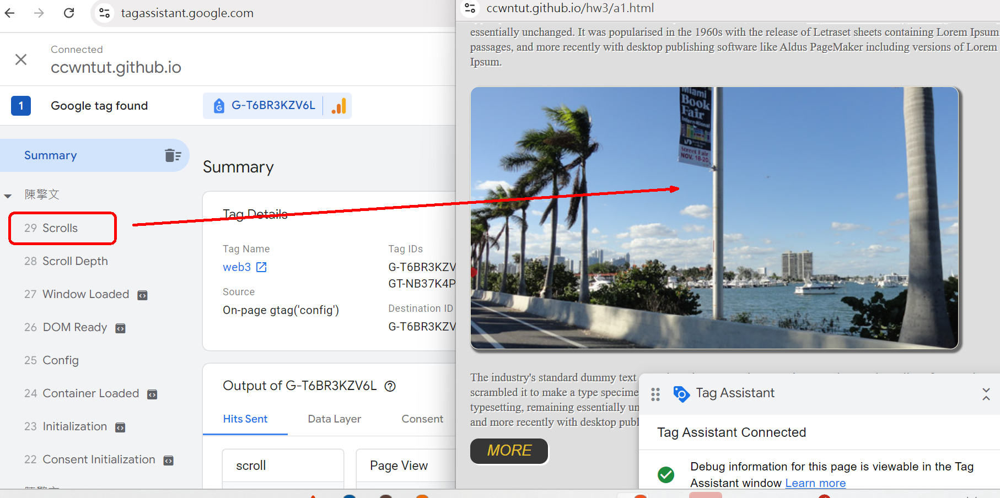 tagassistant.google.com
Connected
ccwntut.github.io
1 Google tag found G-T6BR3KZV6L
Summary
陳擎文
29 Scrolls
28 Scroll Depth
27 Window Loaded
26 DOM Ready
25 Config
24 Container Loaded
23 Initialization
22 Consent Initialization
Summary
Tag Details
Tag Name
web3
Source
On-page gtag('config')
Tag IDs
G-T6BR3KZV
GT-NB37K4P
Destination ID
G-T6BR3KZV
Output of G-T6BR3KZV6L
Hits Sent Data Layer Consent
scroll Page View
ccwntut.github.io/hw3/a1.html
essentially unchanged. It was popularised in the 1960s with the release of Letraset sheets containing Lorem Ipsum
passages, and more recently with desktop publishing software like Aldus PageMaker including versions of Lorem
Ipsum.
Miami
Book
Fair
International
Street Fair
NOV. 18-20
The industry's standard dummy text
scrambled it to make a type specime
typesetting, remaining essentially un
and more recently with desktop publ
MORE
Tag Assistant
Tag Assistant Connected
Debug information for this page is viewable in the Tag
Assistant window Learn more